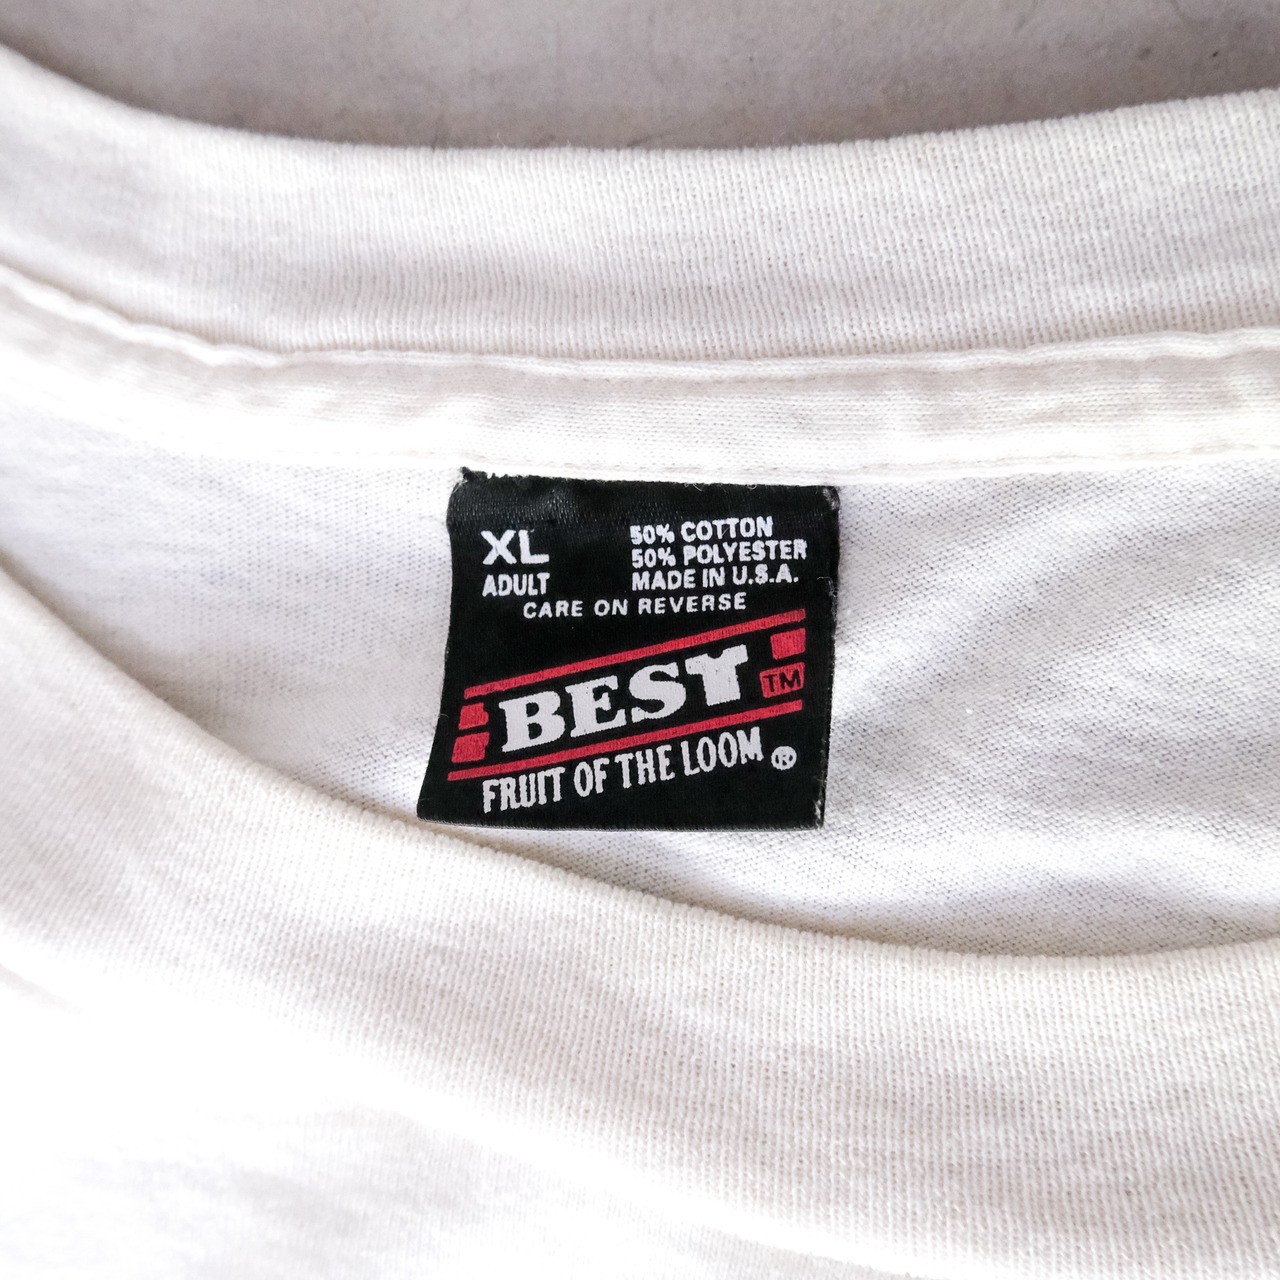 XL
ADULT
50% COTTON
50% POLYESTER
MADE IN U.S.A.
CARE ON REVERSE
BEST TM
FRUIT OF THE LOOM ®